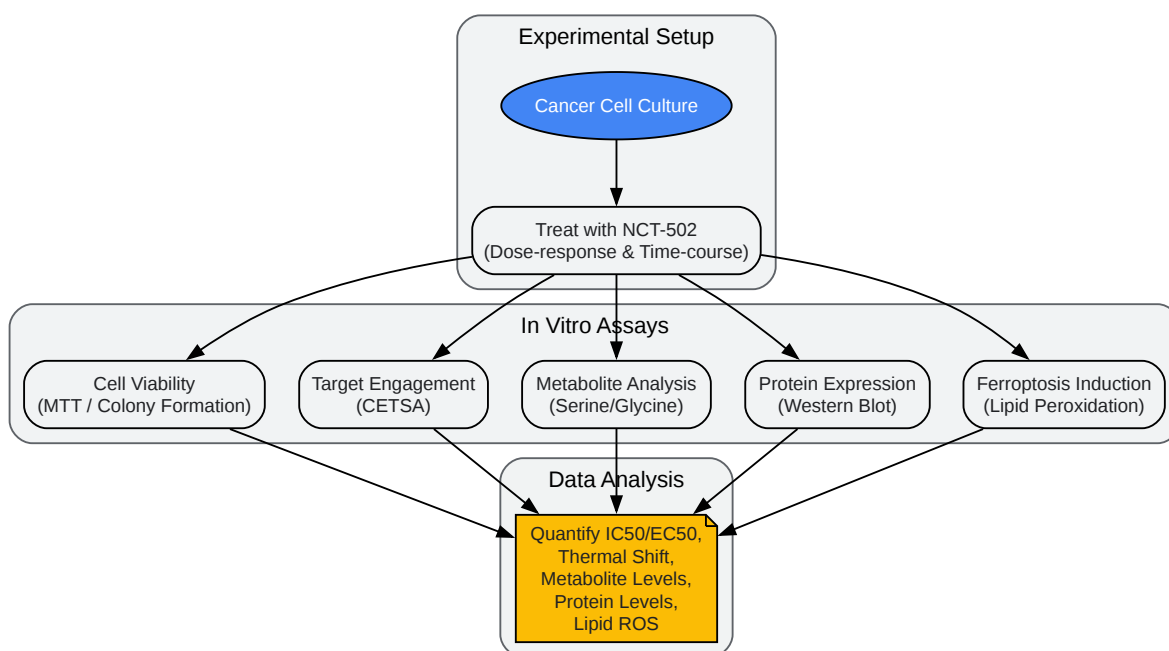 Experimental Setup
Cancer Cell Culture
Treat with NCT-502
(Dose-response & Time-course)
In Vitro Assays
Cell Viability
(MTT / Colony Formation)
Target Engagement
(CETSA)
Metabolite Analysis
(Serine/Glycine)
Protein Expression
(Western Blot)
Ferroptosis Induction
(Lipid Peroxidation)
Data Analysis
Quantify IC50/EC50,
Thermal Shift,
Metabolite Levels,
Protein Levels,
Lipid ROS